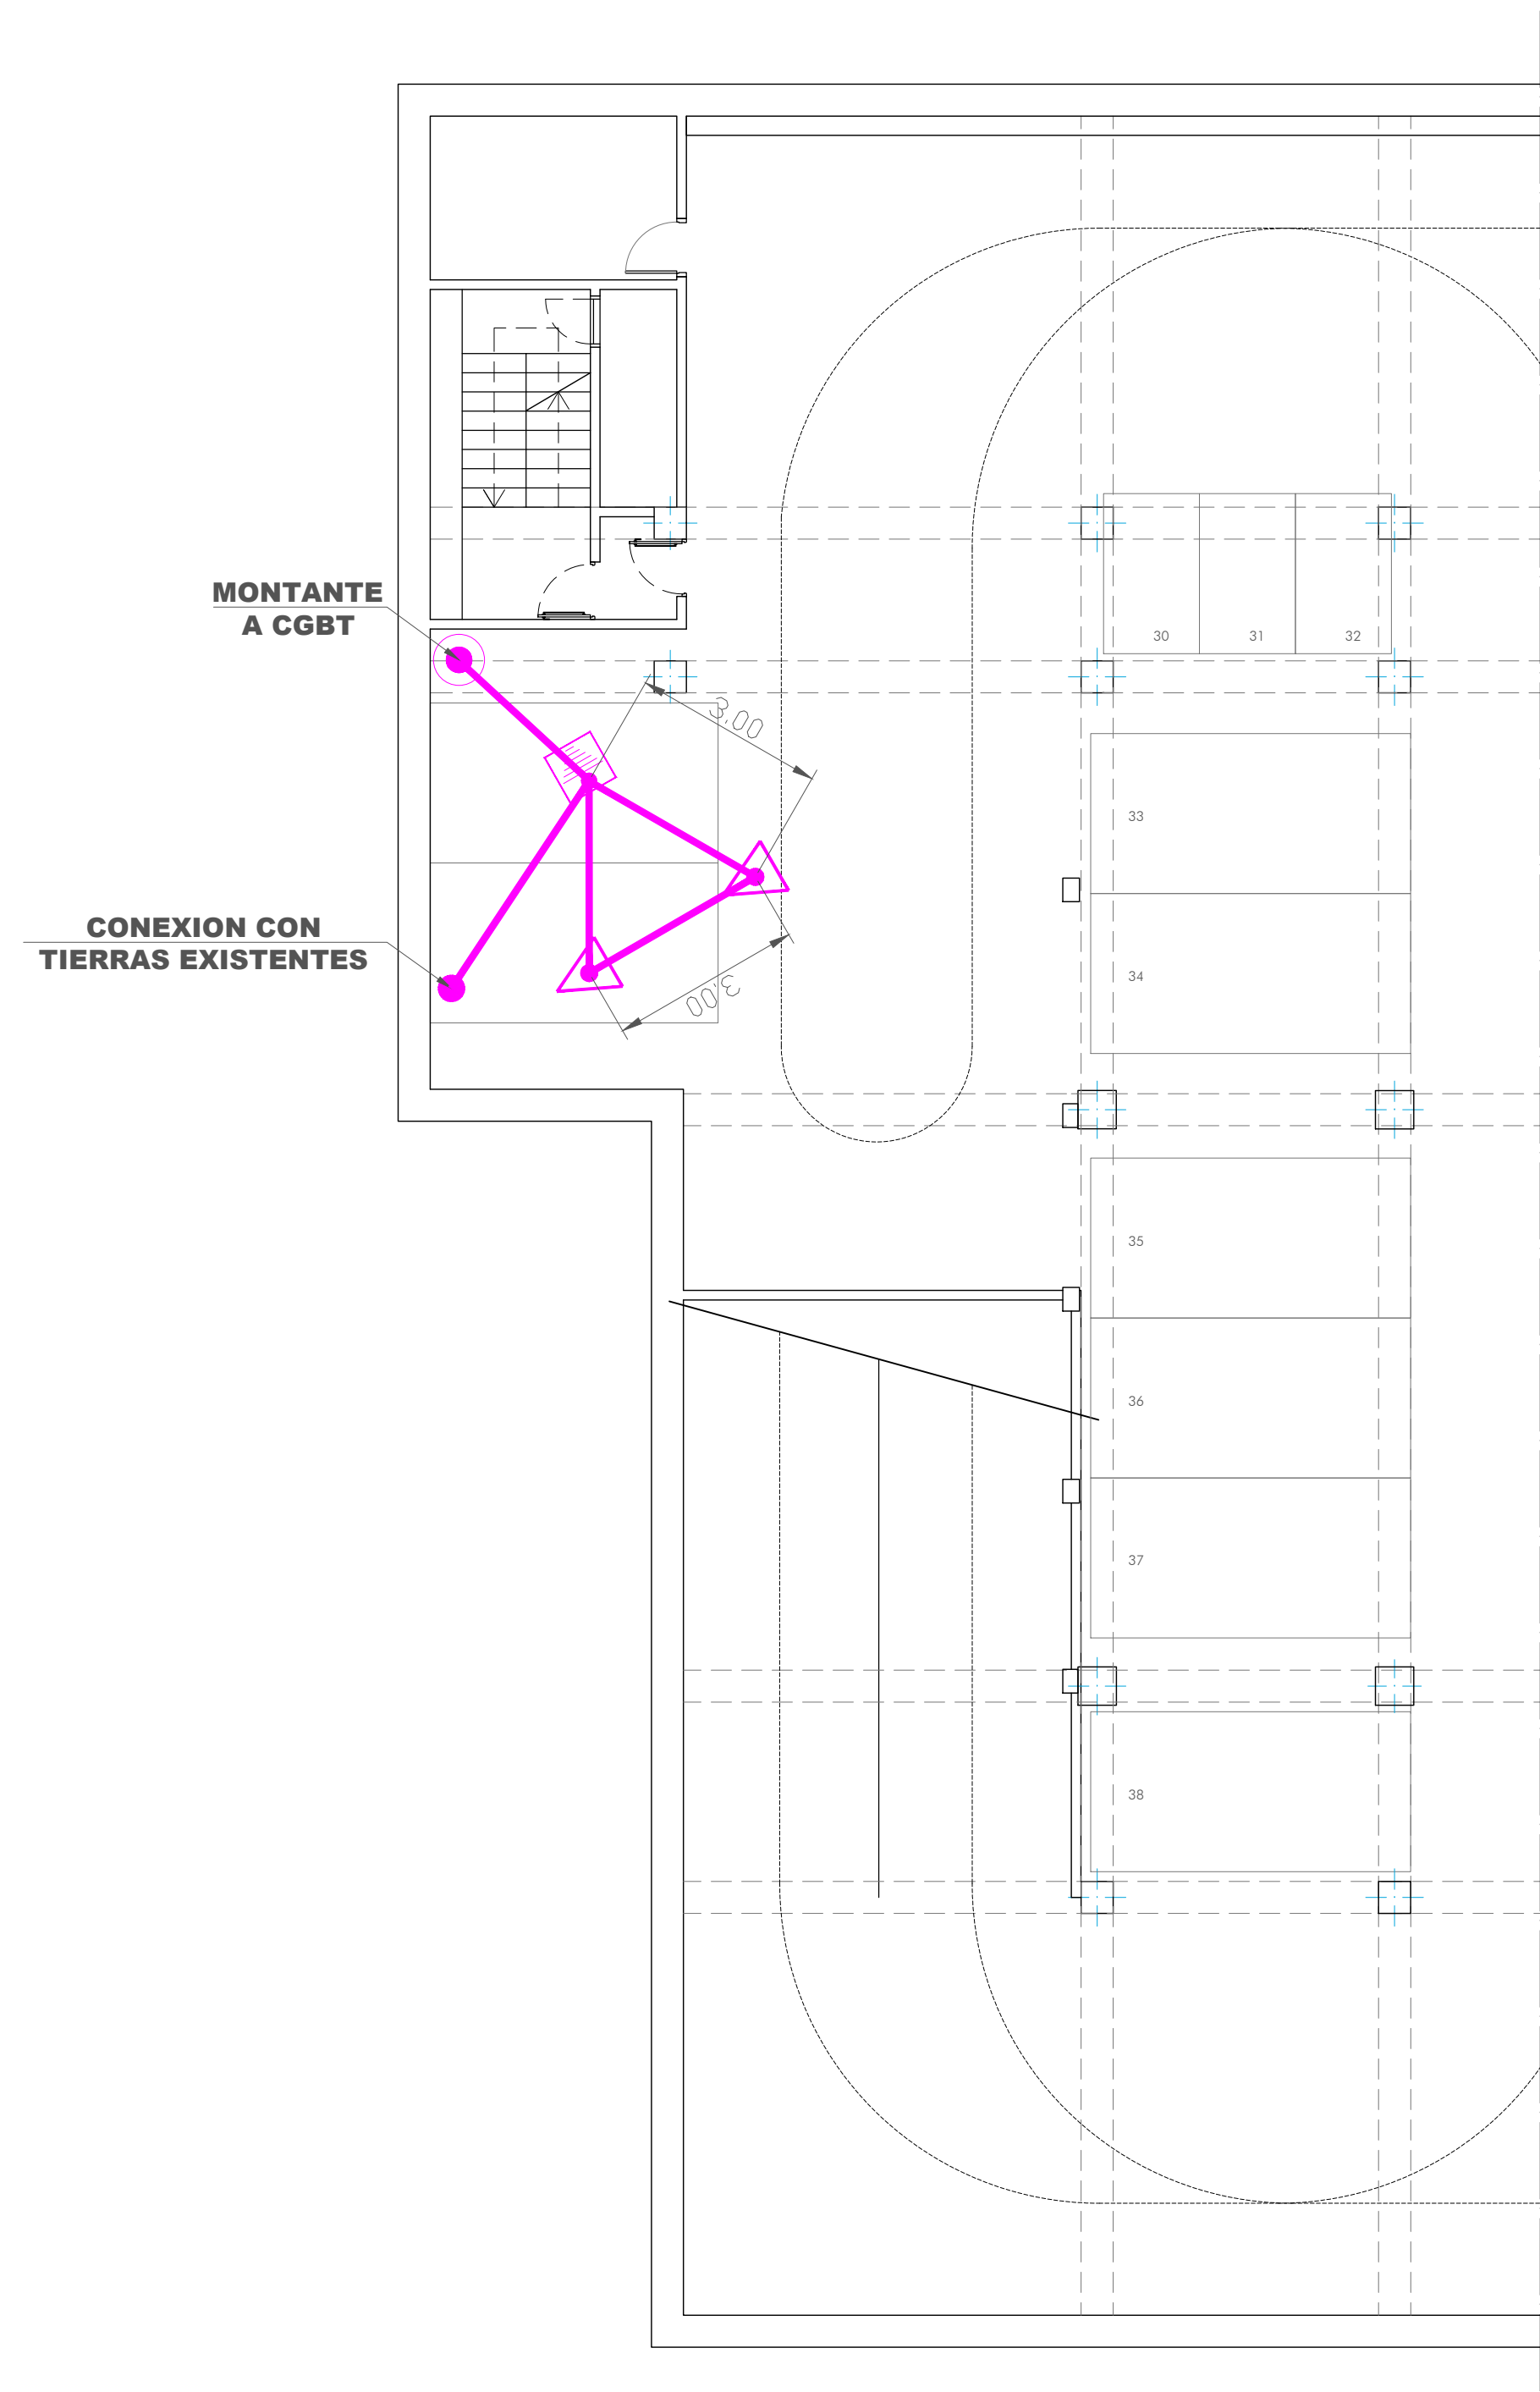 MONTANTE
A CGBT
30
31
32
3,00
33
CONEXION CON
TIERRAS EXISTENTES
34
3,00
35
36
37
38